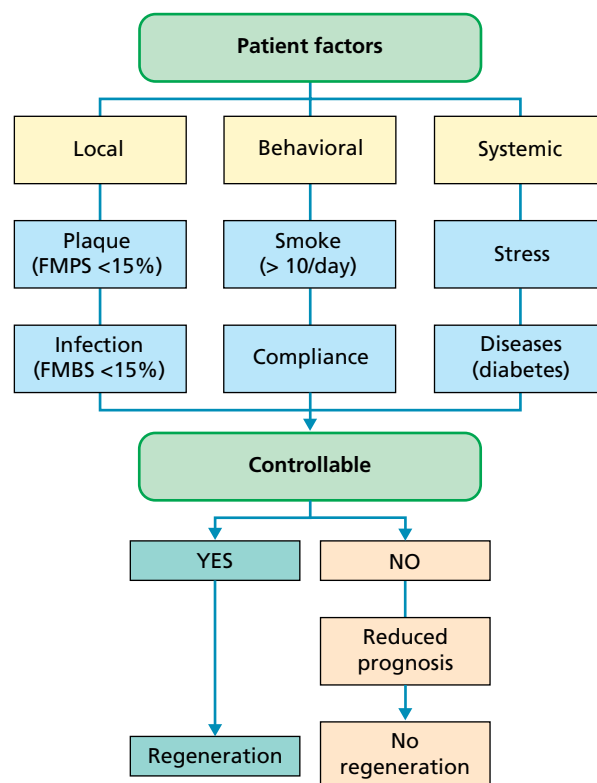 Patient factors
Local
Behavioral
Systemic
Plaque
(FMPS <15%)
Smoke
(> 10/day)
Stress
Infection
(FMBS <15%)
Compliance
Diseases
(diabetes)
Controllable
YES
NO
Reduced
prognosis
Regeneration
No
regeneration